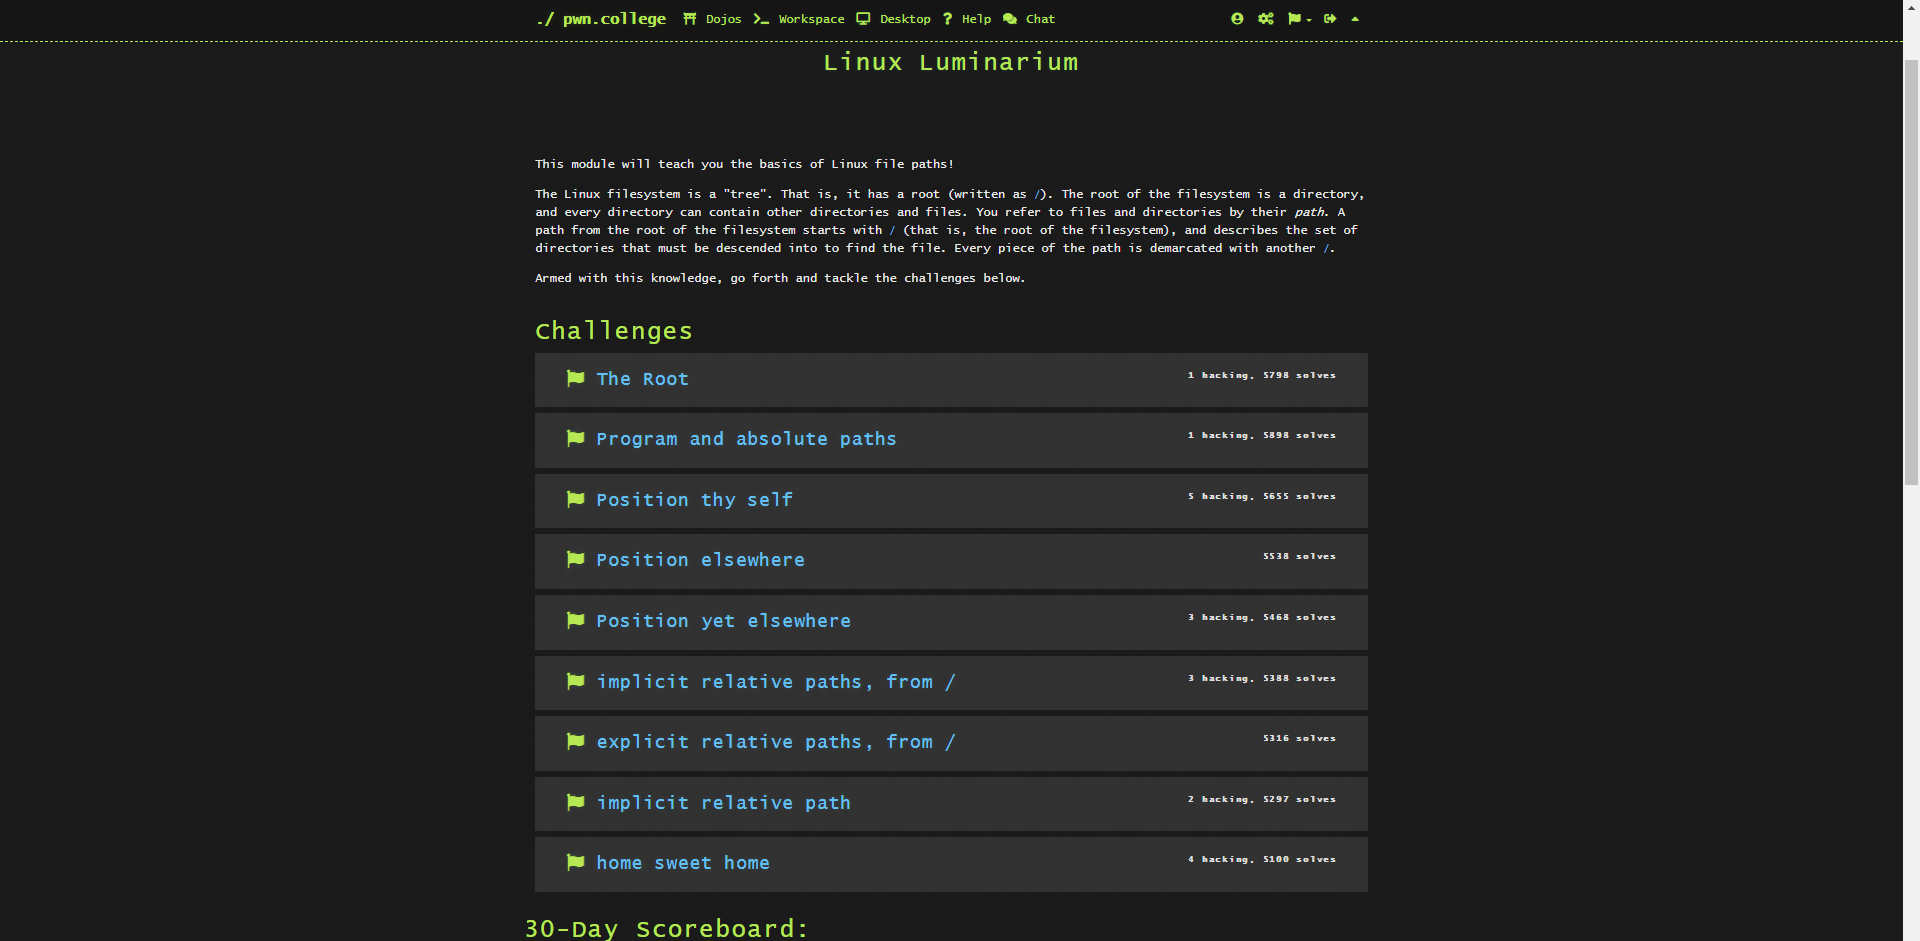 ./ pwn.college Dojos Workspace Desktop Help Chat
Linux Luminarium
This module will teach you the basics of Linux file paths!
The Linux filesystem is a "tree". That is, it has a root (written as /). The root of the filesystem is a directory,
and every directory can contain other directories and files. You refer to files and directories by their path. A
path from the root of the filesystem starts with / (that is, the root of the filesystem), and describes the set of
directories that must be descended into to find the file. Every piece of the path is demarcated with another /.
Armed with this knowledge, go forth and tackle the challenges below.
Challenges
The Root 1 hacking, 5798 solves
Program and absolute paths 1 hacking, 5898 solves
Position thy self 5 hacking, 5655 solves
Position elsewhere 5538 solves
Position yet elsewhere 3 hacking, 5468 solves
implicit relative paths, from / 3 hacking, 5388 solves
explicit relative paths, from / 5316 solves
implicit relative path 2 hacking, 5297 solves
home sweet home 4 hacking, 5100 solves
30-Day Scoreboard: